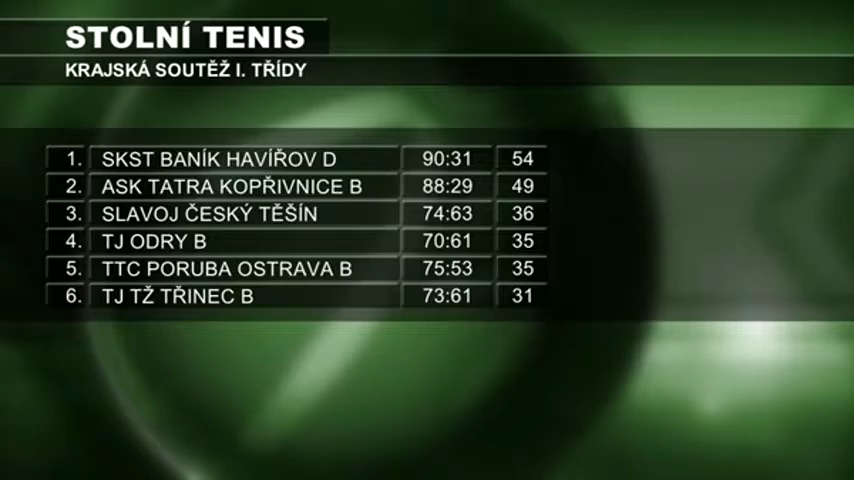 STOLNÍ TENIS
KRAJSKÁ SOUTĚŽ I. TŘÍDY
1. SKST BANÍK HAVÍŘOV D 90:31 54
2. ASK TATRA KOPŘIVNICE B 88:29 49
3. SLAVOJ ČESKÝ TĚŠÍN 74:63 36
4. TJ ODRY B 70:61 35
5. TTC PORUBA OSTRAVA B 75:53 35
6. TJ TŽ TŘINEC B 73:61 31